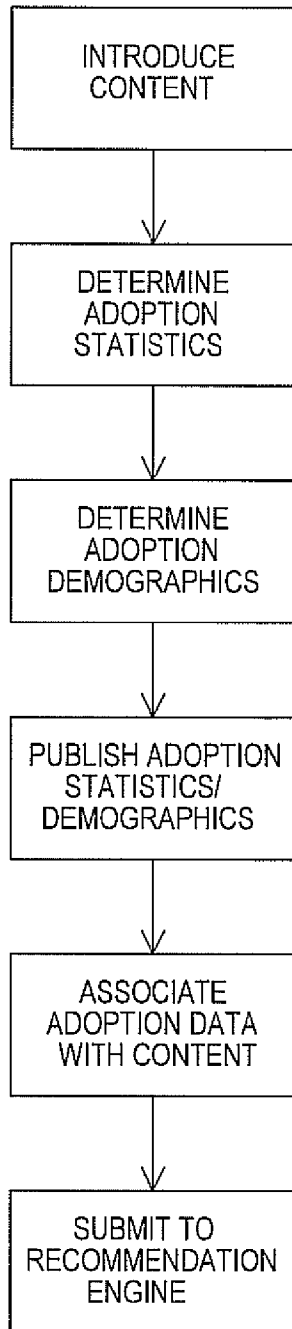 INTRODUCE
CONTENT
DETERMINE
ADOPTION
STATISTICS
DETERMINE
ADOPTION
DEMOGRAPHICS
PUBLISH ADOPTION
STATISTICS/
DEMOGRAPHICS
ASSOCIATE
ADOPTION DATA
WITH CONTENT
SUBMIT TO
RECOMMENDATION
ENGINE